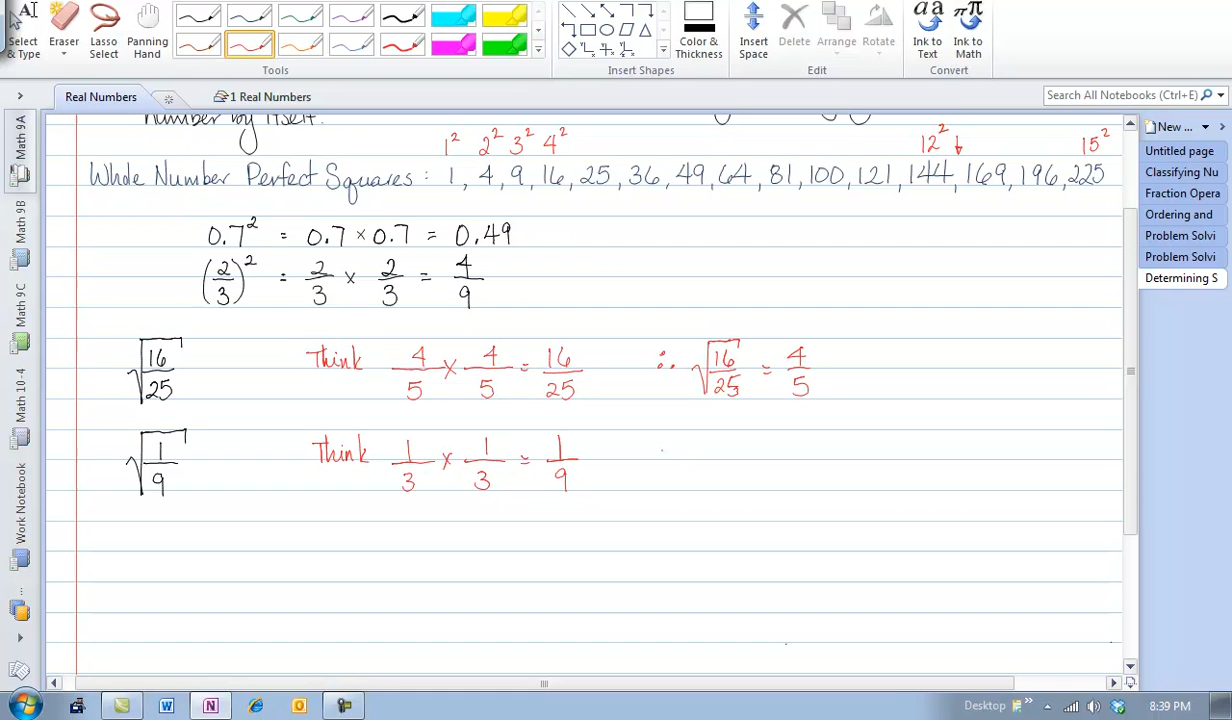 A
Select & Type
Eraser
Lasso Select
Panning Hand
Color & Thickness
Insert Space
Delete
Arrange
Rotate
a a
Ink to Text
π π
Ink to Math
Tools
Insert Shapes
Edit
Convert
Real Numbers
1 Real Numbers
Search All Notebooks (Ctrl+E)
Math 9A
Math 9B
Math 9C
Math 10-4
Work Notebook
New ...
Untitled page
Classifying Nu
Fraction Opera
Ordering and
Problem Solvi
Problem Solvi
Determining S
number by itself.
1² 2² 3² 4² 12² ↓ 15²
Whole Number Perfect Squares : 1, 4, 9, 16, 25, 36, 49, 64, 81, 100, 121, 144, 169, 196, 225
0.7² = 0.7 × 0.7 = 0.49
(2/3)² = 2/3 × 2/3 = 4/9
√16/25 Think 4/5 × 4/5 = 16/25 ∴ √16/25 = 4/5
√1/9 Think 1/3 × 1/3 = 1/9
W
N
O
Desktop
8:39 PM